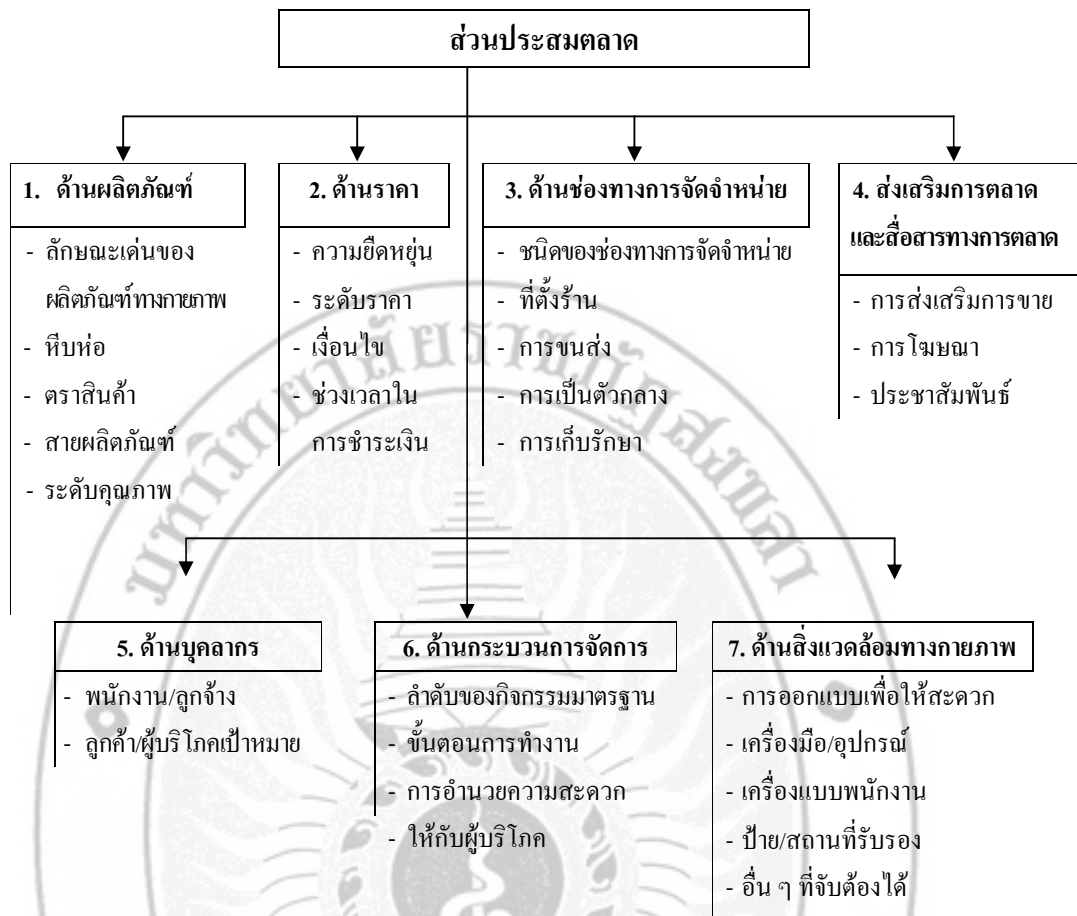 ส่วนประสมตลาด
1. ด้านผลิตภัณฑ์
- ลักษณะเด่นของ
ผลิตภัณฑ์ทางกายภาพ
- หีบห่อ
- ตราสินค้า
- สายผลิตภัณฑ์
- ระดับคุณภาพ
2. ด้านราคา
- ความยืดหยุ่น
- ระดับราคา
- เงื่อนไข
- ช่วงเวลาใน
การชำระเงิน
3. ด้านช่องทางการจัดจำหน่าย
- ชนิดของช่องทางการจัดจำหน่าย
- ที่ตั้งร้าน
- การขนส่ง
- การเป็นตัวกลาง
- การเก็บรักษา
4. ส่งเสริมการตลาด
และสื่อสารทางการตลาด
- การส่งเสริมการขาย
- การโฆษณา
- ประชาสัมพันธ์
5. ด้านบุคลากร
- พนักงาน/ลูกจ้าง
- ลูกค้า/ผู้บริโภคเป้าหมาย
6. ด้านกระบวนการจัดการ
- ลำดับของกิจกรรมมาตรฐาน
- ขั้นตอนการทำงาน
- การอำนวยความสะดวก
- ให้กับผู้บริโภค
7. ด้านสิ่งแวดล้อมทางกายภาพ
- การออกแบบเพื่อให้สะดวก
- เครื่องมือ/อุปกรณ์
- เครื่องแบบพนักงาน
- ป้าย/สถานที่รับรอง
- อื่น ๆ ที่จับต้องได้
มหาวิทยาลัยราชภัฏสงขลา